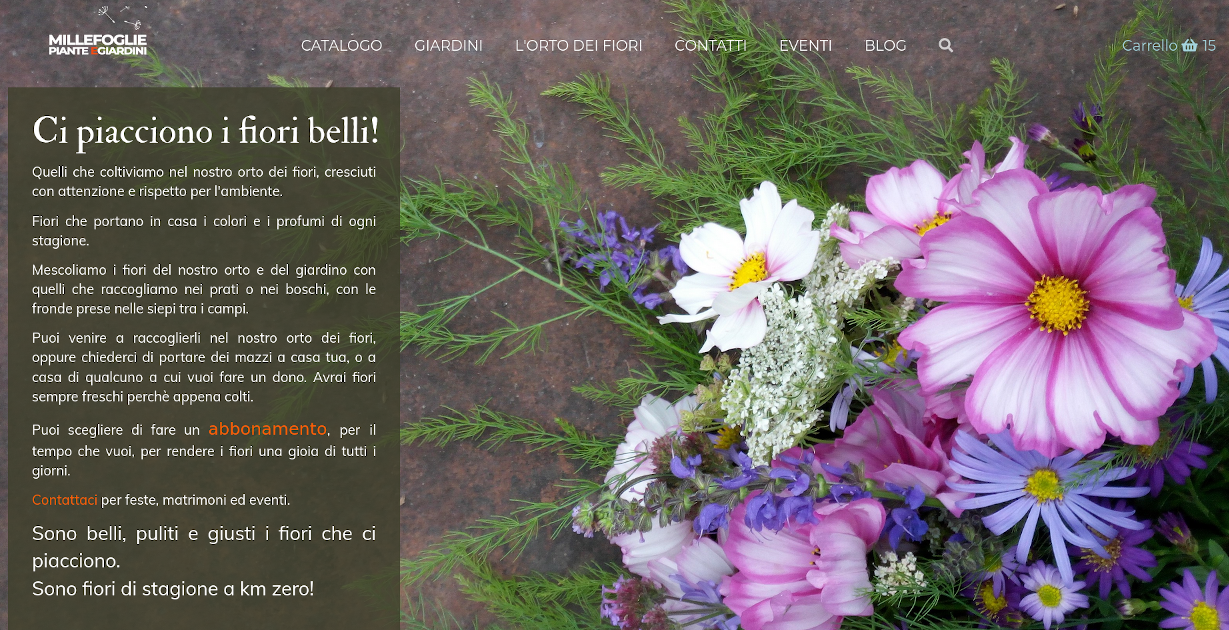 MILLEFOGLIE
PIANTE E GIARDINI
CATALOGO GIARDINI L'ORTO DEI FIORI CONTATTI EVENTI BLOG Carrello 15
Ci piacciono i fiori belli!
Quelli che coltiviamo nel nostro orto dei fiori, cresciuti
con attenzione e rispetto per l'ambiente.
Fiori che portano in casa i colori e i profumi di ogni
stagione.
Mescoliamo i fiori del nostro orto e del giardino con
quelli che raccogliamo nei prati o nei boschi, con le
fronde prese nelle siepi tra i campi.
Puoi venire a raccoglierli nel nostro orto dei fiori,
oppure chiederci di portare dei mazzi a casa tua, o a
casa di qualcuno a cui vuoi fare un dono. Avrai fiori
sempre freschi perchè appena colti.
Puoi scegliere di fare un abbonamento, per il
tempo che vuoi, per rendere i fiori una gioia di tutti i
giorni.
Contattaci per feste, matrimoni ed eventi.
Sono belli, puliti e giusti i fiori che ci
piacciono.
Sono fiori di stagione a km zero!